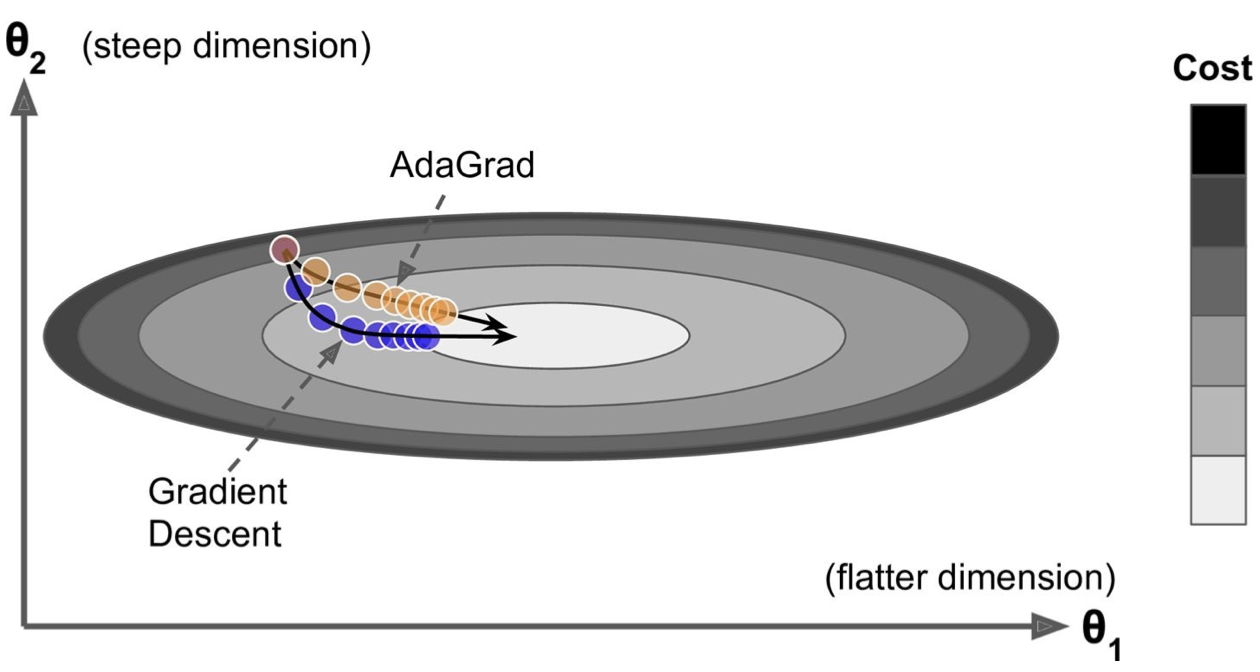 θ2 (steep dimension)
Cost
AdaGrad
Gradient
Descent
(flatter dimension)
θ1